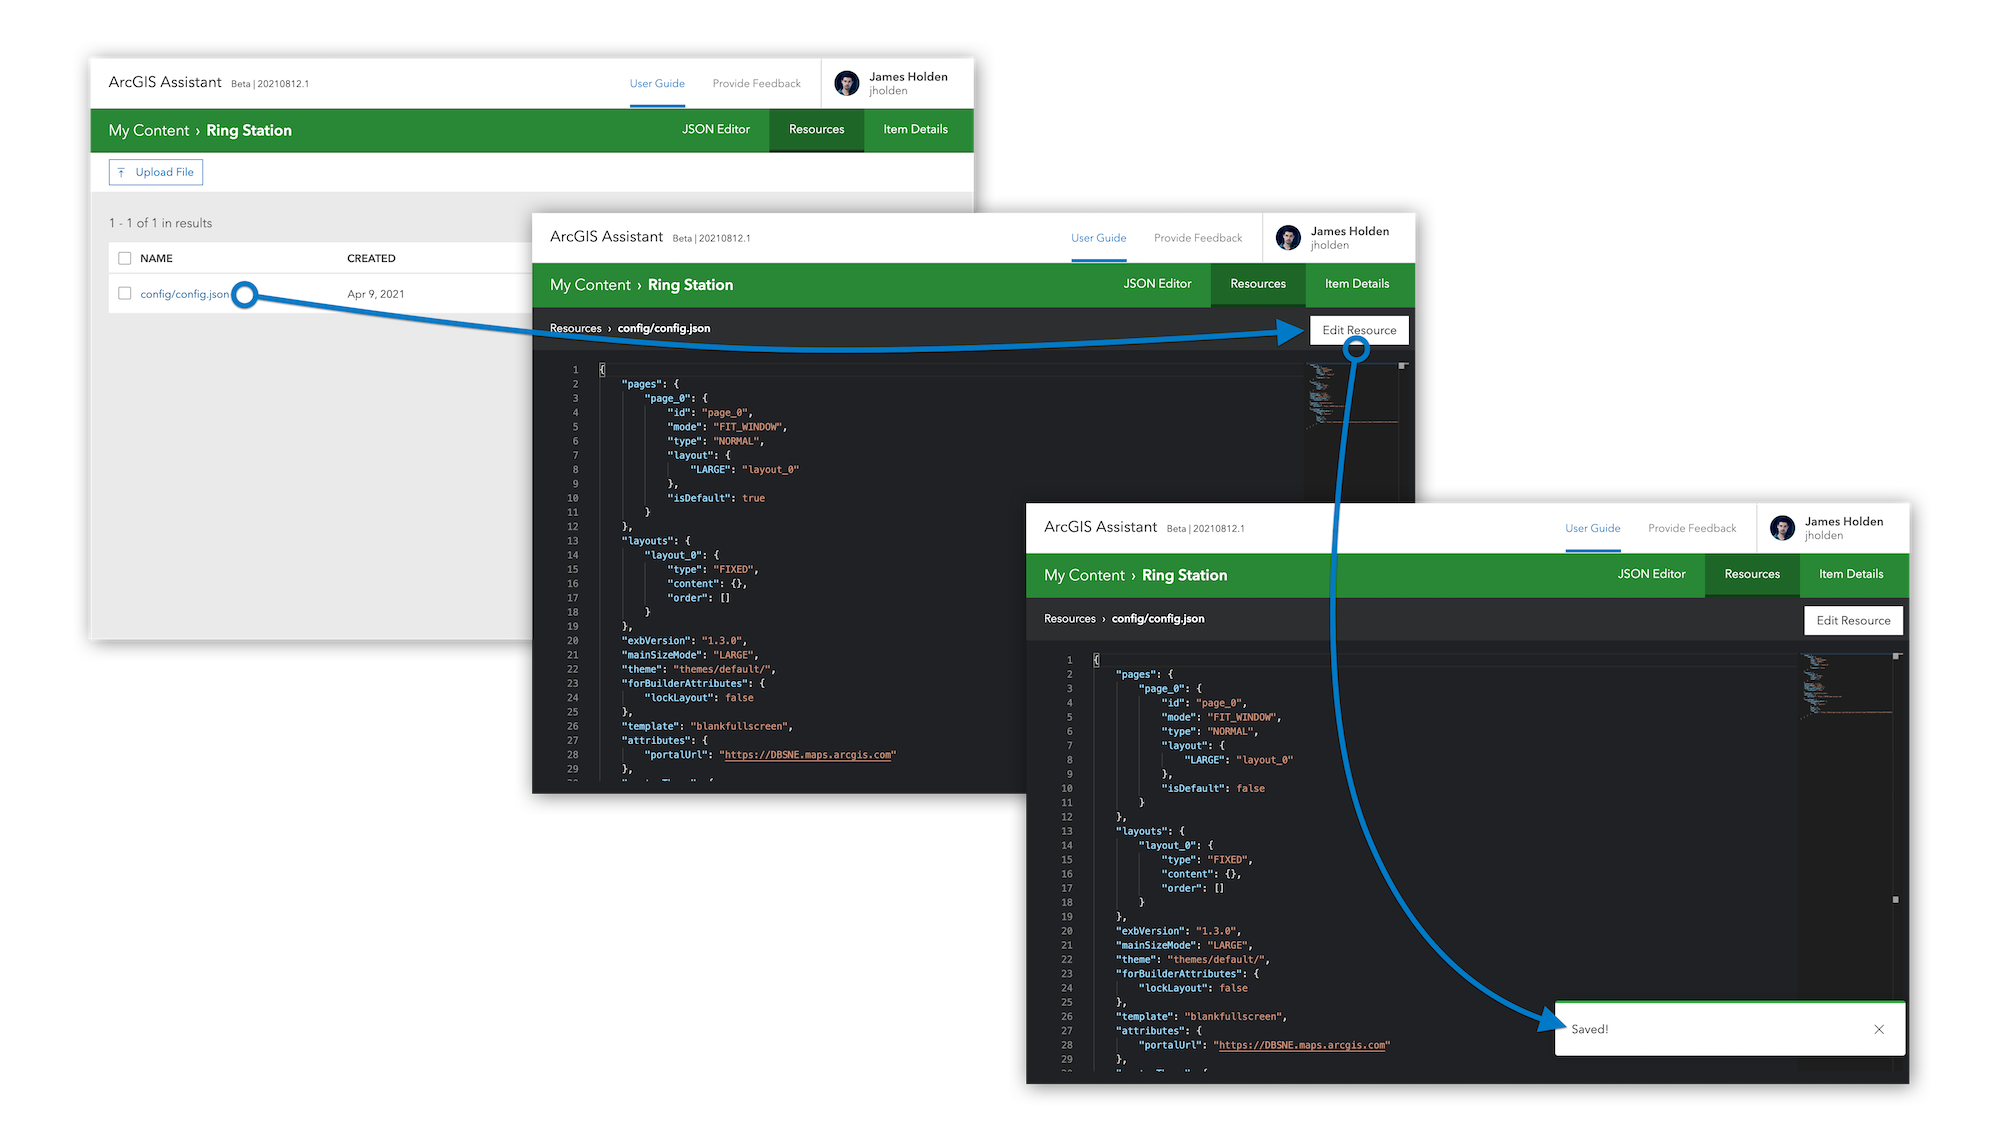 ArcGIS Assistant Beta | 20210812.1 User Guide Provide Feedback James Holden
jholden
My Content › Ring Station JSON Editor Resources Item Details
Upload File
1 - 1 of 1 in results
NAME CREATED
config/config.json Apr 9, 2021
ArcGIS Assistant Beta | 20210812.1 User Guide Provide Feedback James Holden
jholden
My Content › Ring Station JSON Editor Resources Item Details
Resources › config/config.json Edit Resource
1 {
2 "pages": {
3 "page_0": {
4 "id": "page_0",
5 "mode": "FIT_WINDOW",
6 "type": "NORMAL",
7 "layout": {
8 "LARGE": "layout_0"
9 },
10 "isDefault": true
11 }
12 },
13 "layouts": {
14 "layout_0": {
15 "type": "FIXED",
16 "content": {},
17 "order": []
18 }
19 },
20 "exbVersion": "1.3.0",
21 "mainSizeMode": "LARGE",
22 "theme": "themes/default/",
23 "forBuilderAttributes": {
24 "lockLayout": false
25 },
26 "template": "blankfullscreen",
27 "attributes": {
28 "portalUrl": "https://DBSNE.maps.arcgis.com"
29 },
ArcGIS Assistant Beta | 20210812.1 User Guide Provide Feedback James Holden
jholden
My Content › Ring Station JSON Editor Resources Item Details
Resources › config/config.json Edit Resource
1 {
2 "pages": {
3 "page_0": {
4 "id": "page_0",
5 "mode": "FIT_WINDOW",
6 "type": "NORMAL",
7 "layout": {
8 "LARGE": "layout_0"
9 },
10 "isDefault": false
11 }
12 },
13 "layouts": {
14 "layout_0": {
15 "type": "FIXED",
16 "content": {},
17 "order": []
18 }
19 },
20 "exbVersion": "1.3.0",
21 "mainSizeMode": "LARGE",
22 "theme": "themes/default/",
23 "forBuilderAttributes": {
24 "lockLayout": false
25 },
26 "template": "blankfullscreen",
27 "attributes": {
28 "portalUrl": "https://DBSNE.maps.arcgis.com"
29 },
Saved!